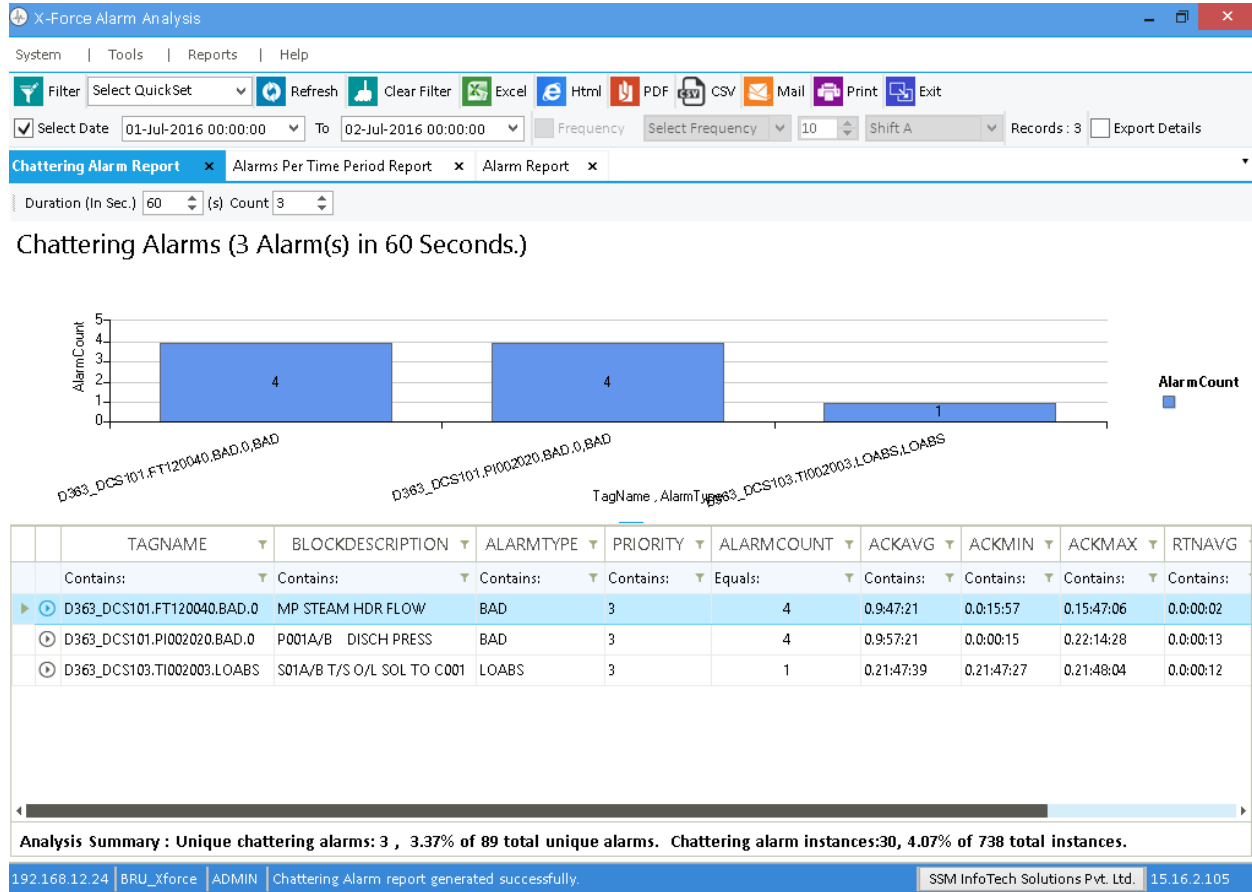 X-Force Alarm Analysis
System | Tools | Reports | Help
Filter Select QuickSet Refresh Clear Filter Excel Html PDF CSV Mail Print Exit
Select Date 01-Jul-2016 00:00:00 To 02-Jul-2016 00:00:00 Frequency Select Frequency 10 Shift A Records : 3 Export Details
Chattering Alarm Report x Alarms Per Time Period Report x Alarm Report x
Duration (In Sec.) 60 (s) Count 3
Chattering Alarms (3 Alarm(s) in 60 Seconds.)
AlarmCount
5
4
3
2
1
0
4
4
1
AlarmCount
D363_DCS101.FT120040.BAD.0,BAD
D363_DCS101.PI002020.BAD.0,BAD
D363_DCS103.TI002003.LOABS,LOABS
TagName , AlarmType
TAGNAME BLOCKDESCRIPTION ALARMTYPE PRIORITY ALARMCOUNT ACKAVG ACKMIN ACKMAX RTNAVG
Contains: Contains: Contains: Contains: Equals: Contains: Contains: Contains: Contains:
D363_DCS101.FT120040.BAD.0 MP STEAM HDR FLOW BAD 3 4 0.9:47:21 0.0:15:57 0.15:47:06 0.0:00:02
D363_DCS101.PI002020.BAD.0 P001A/B DISCH PRESS BAD 3 4 0.9:57:21 0.0:00:15 0.22:14:28 0.0:00:13
D363_DCS103.TI002003.LOABS S01A/B T/S O/L SOL TO C001 LOABS 3 1 0.21:47:39 0.21:47:27 0.21:48:04 0.0:00:12
Analysis Summary : Unique chattering alarms: 3 , 3.37% of 89 total unique alarms. Chattering alarm instances:30, 4.07% of 738 total instances.
192.168.12.24 BRU_Xforce ADMIN Chattering Alarm report generated successfully. SSM InfoTech Solutions Pvt. Ltd. 15.16.2.105